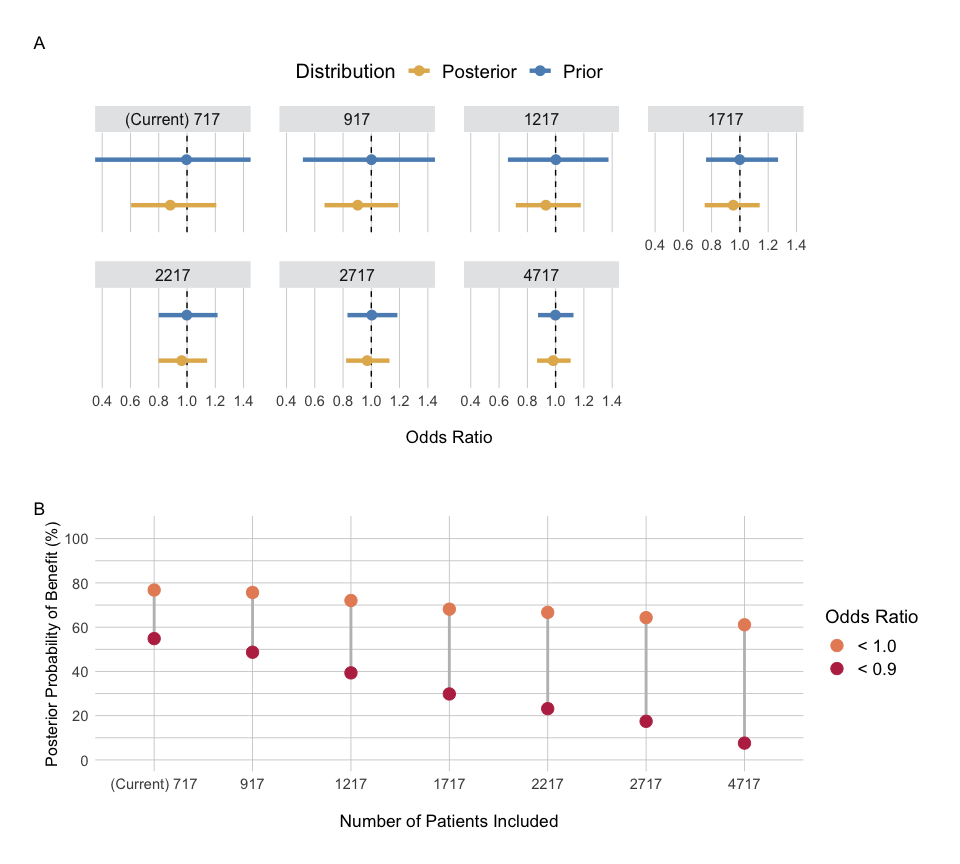 A
Distribution Posterior Prior
(Current) 717 917 1217 1717
0.4 0.6 0.8 1.0 1.2 1.4
2217 2717 4717
0.4 0.6 0.8 1.0 1.2 1.4 0.4 0.6 0.8 1.0 1.2 1.4 0.4 0.6 0.8 1.0 1.2 1.4
Odds Ratio
B
Posterior Probability of Benefit (%)
100
80
60
40
20
0
(Current) 717 917 1217 1717 2217 2717 4717
Number of Patients Included
Odds Ratio
< 1.0
< 0.9